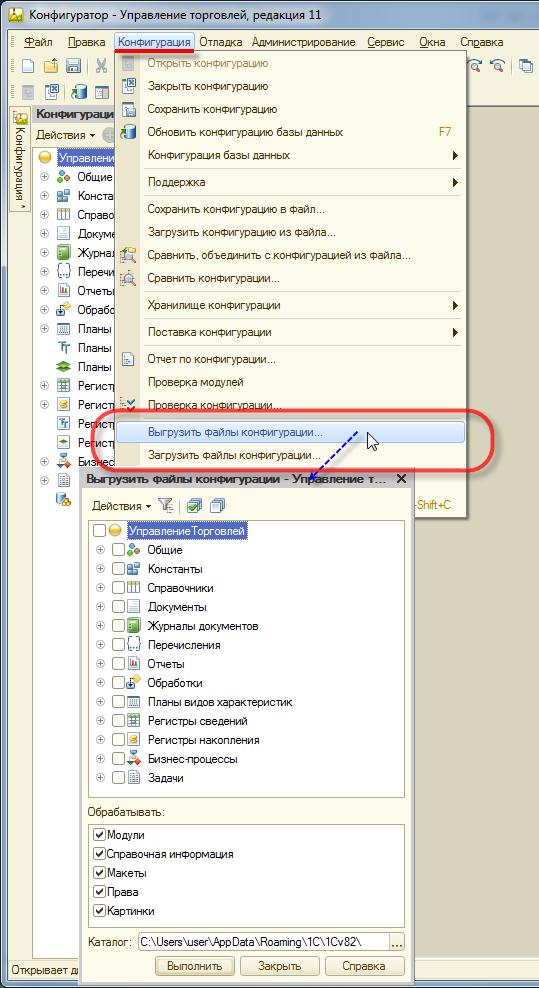 Конфигуратор - Управление торговлей, редакция 11
Файл Правка Конфигурация Отладка Администрирование Сервис Окна Справка
Открыть конфигурацию
Закрыть конфигурацию
Сохранить конфигурацию
Обновить конфигурацию базы данных F7
Конфигурация базы данных
Поддержка
Сохранить конфигурацию в файл...
Загрузить конфигурацию из файла...
Сравнить, объединить с конфигурацией из файла...
Сравнить конфигурации...
Хранилище конфигурации
Поставка конфигурации
Отчет по конфигурации...
Проверка модулей
Проверка конфигурации...
Выгрузить файлы конфигурации...
Загрузить файлы конфигурации...
-Shift+C
Конфигурация
Конфигураци
Действия
Управлен
Общие
Конста
Справо
Докуме
Журнал
Перечи
Отчеты
Обрабо
Планы
Планы
Планы
Регистр
Регистр
Регистр
Регистр
Бизнес
Выгрузить файлы конфигурации - Управление т...
Действия
УправлениеТорговлей
Общие
Константы
Справочники
Документы
Журналы документов
Перечисления
Отчеты
Обработки
Планы видов характеристик
Регистры сведений
Регистры накопления
Бизнес-процессы
Задачи
Обрабатывать:
Модули
Справочная информация
Макеты
Права
Картинки
Каталог: C:\Users\user\AppData\Roaming\1C\1Cv82\ ...
Выполнить Закрыть Справка
Открывает ди